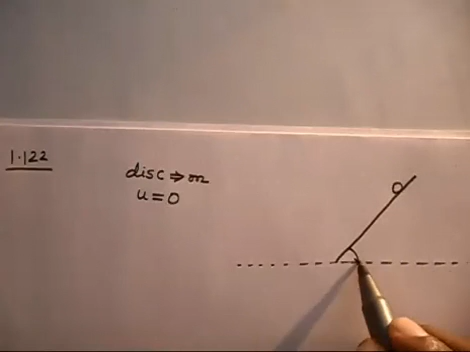 1.122
disc ⇒ m
u = 0